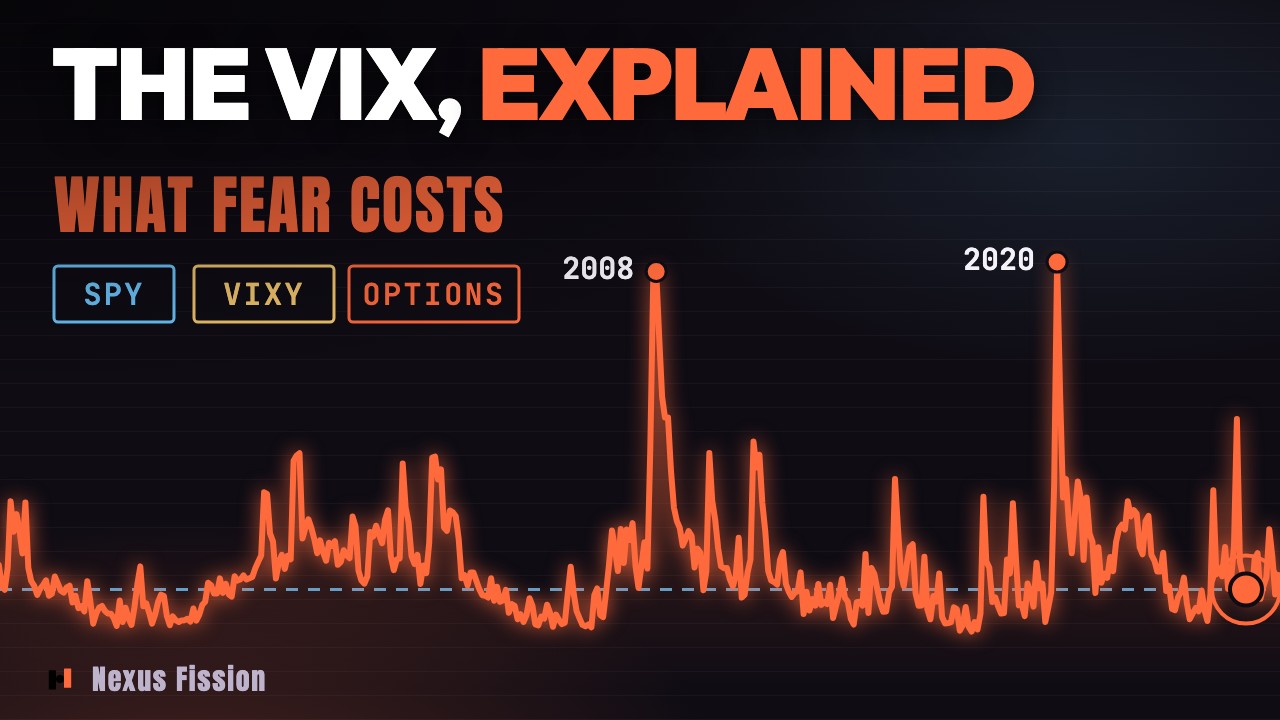 THE VIX, EXPLAINED
WHAT FEAR COSTS
SPY VIXY OPTIONS
2008
2020
Nexus Fission